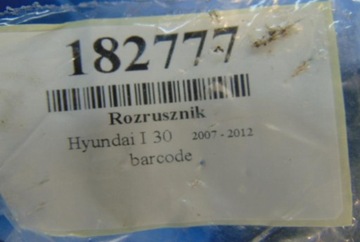 182777
Rozrusznik
Hyundai I 30 2007 - 2012
barcode